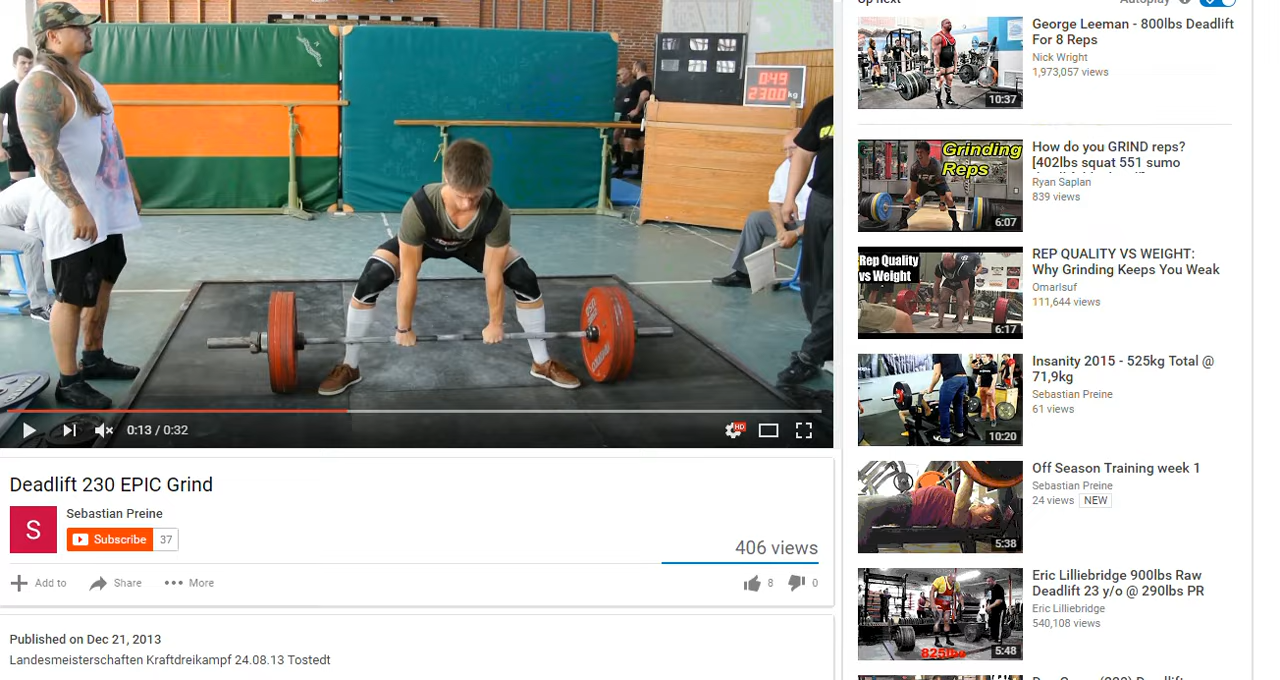 Up next
Autoplay
0:49
230.0 kg
0:13 / 0:32
HD
Deadlift 230 EPIC Grind
S
Sebastian Preine
Subscribe 37
406 views
Add to Share More
8 0
Published on Dec 21, 2013
Landesmeisterschaften Kraftdreikampf 24.08.13 Tostedt
George Leeman - 800lbs Deadlift
For 8 Reps
Nick Wright
1,973,057 views
10:37
Grinding
Reps
6:07
How do you GRIND reps?
[402lbs squat 551 sumo
Ryan Saplan
839 views
Rep Quality
vs Weight
6:17
REP QUALITY VS WEIGHT:
Why Grinding Keeps You Weak
OmarIsuf
111,644 views
10:20
Insanity 2015 - 525kg Total @
71,9kg
Sebastian Preine
61 views
5:38
Off Season Training week 1
Sebastian Preine
24 views NEW
825lbs
5:48
Eric Lilliebridge 900lbs Raw
Deadlift 23 y/o @ 290lbs PR
Eric Lilliebridge
540,108 views